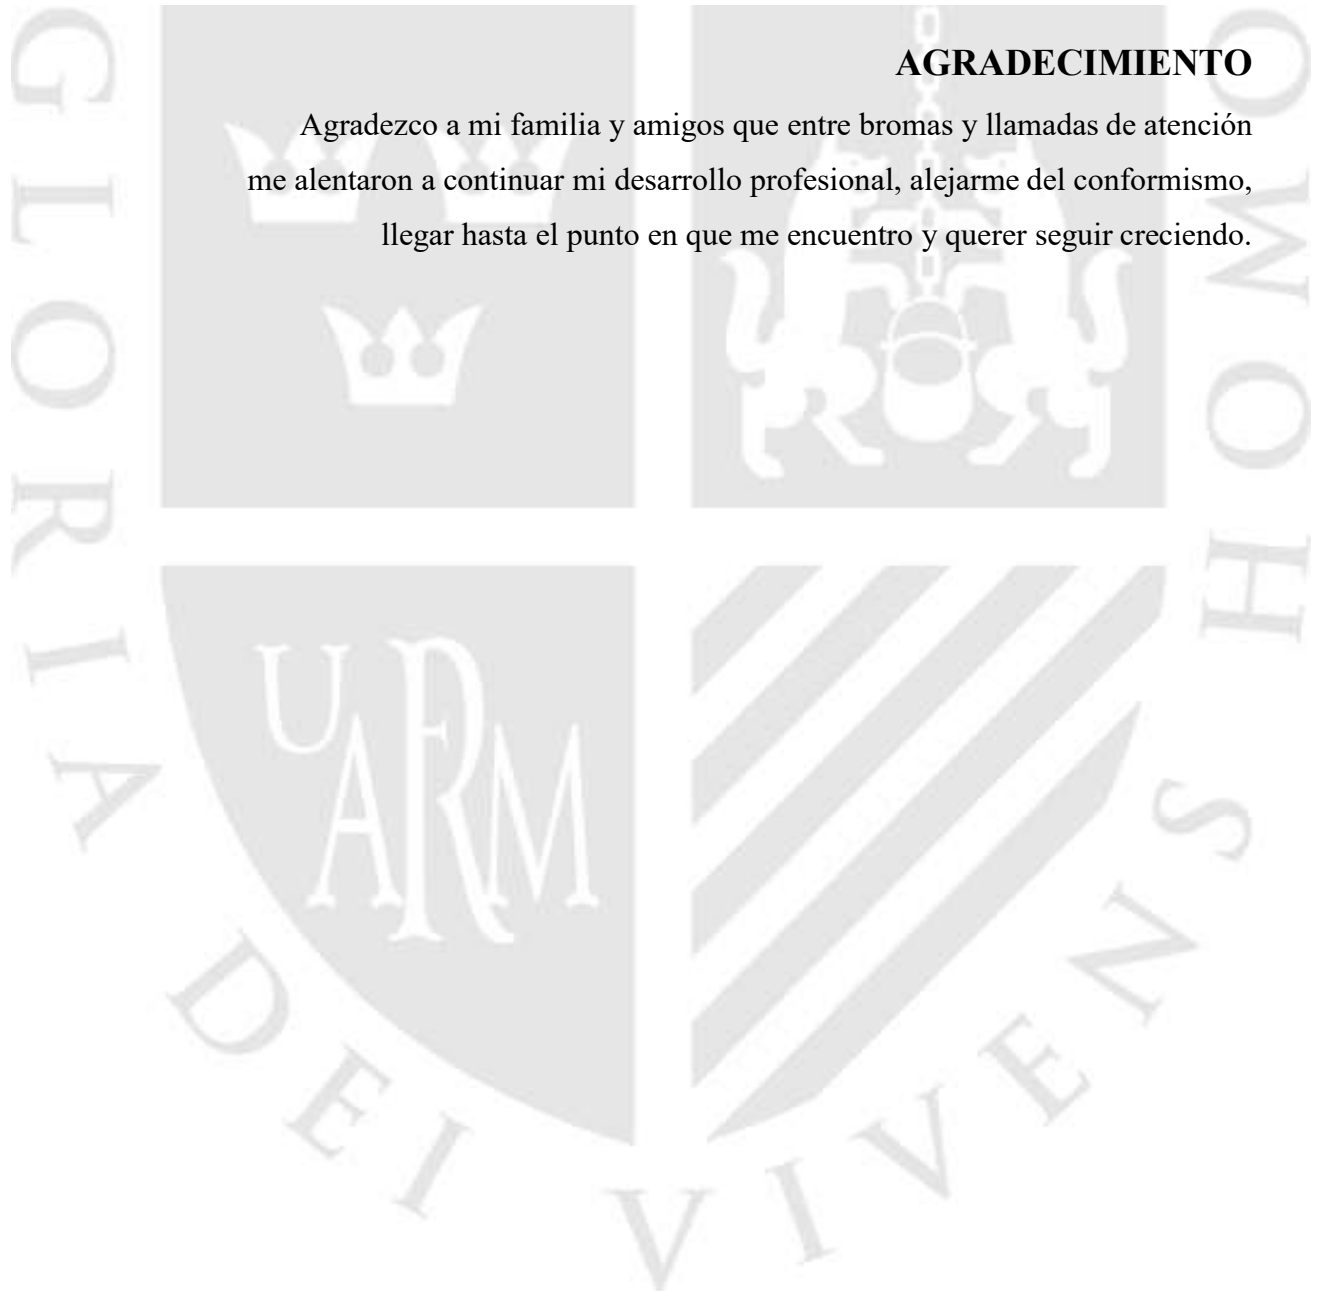 AGRADECIMIENTO
Agradezco a mi familia y amigos que entre bromas y llamadas de atención
me alentaron a continuar mi desarrollo profesional, alejarme del conformismo,
llegar hasta el punto en que me encuentro y querer seguir creciendo.
GLORIA DEI VIVENS HOMO
UARM